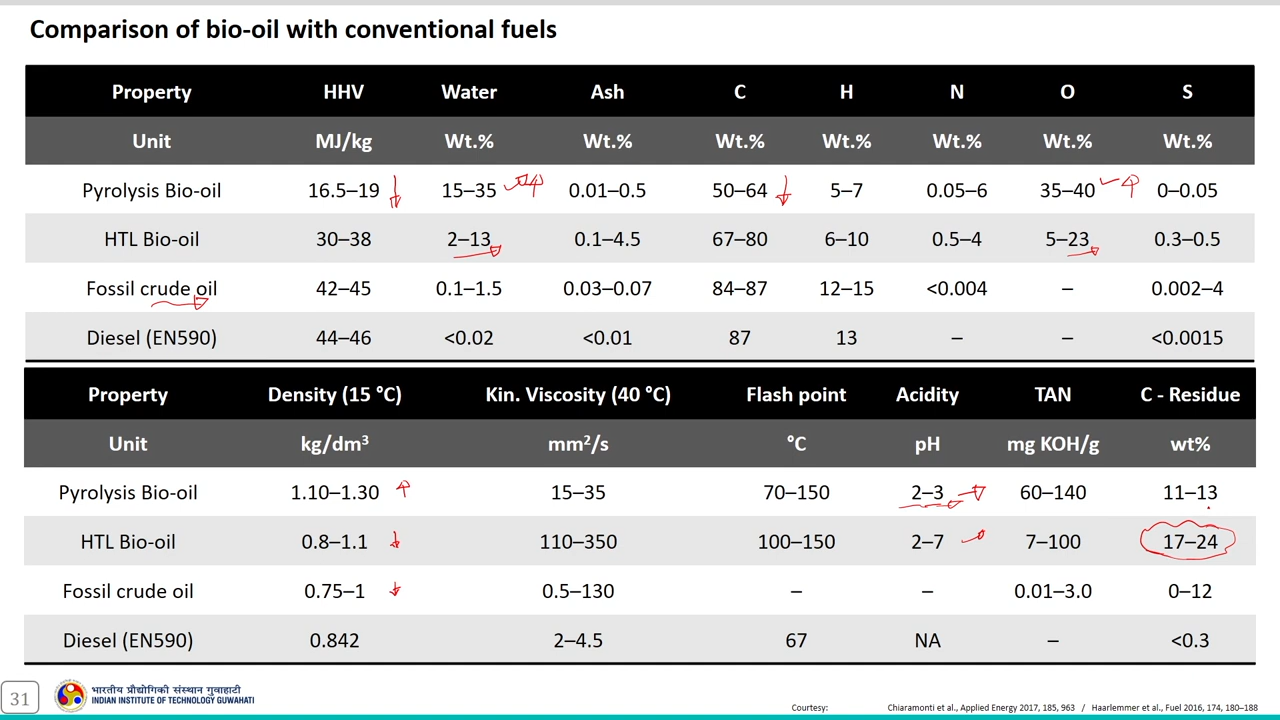 Comparison of bio-oil with conventional fuels
Property HHV Water Ash C H N O S
Unit MJ/kg Wt.% Wt.% Wt.% Wt.% Wt.% Wt.% Wt.%
Pyrolysis Bio-oil 16.5–19 15–35 0.01–0.5 50–64 5–7 0.05–6 35–40 0–0.05
HTL Bio-oil 30–38 2–13 0.1–4.5 67–80 6–10 0.5–4 5–23 0.3–0.5
Fossil crude oil 42–45 0.1–1.5 0.03–0.07 84–87 12–15 <0.004 – 0.002–4
Diesel (EN590) 44–46 <0.02 <0.01 87 13 – – <0.0015
Property Density (15 °C) Kin. Viscosity (40 °C) Flash point Acidity TAN C - Residue
Unit kg/dm³ mm²/s °C pH mg KOH/g wt%
Pyrolysis Bio-oil 1.10–1.30 15–35 70–150 2–3 60–140 11–13
HTL Bio-oil 0.8–1.1 110–350 100–150 2–7 7–100 17–24
Fossil crude oil 0.75–1 0.5–130 – – 0.01–3.0 0–12
Diesel (EN590) 0.842 2–4.5 67 NA – <0.3
31
भारतीय प्रौद्योगिकी संस्थान गुवाहाटी
INDIAN INSTITUTE OF TECHNOLOGY GUWAHATI
Courtesy: Chiaramonti et al., Applied Energy 2017, 185, 963 / Haarlemmer et al., Fuel 2016, 174, 180–188